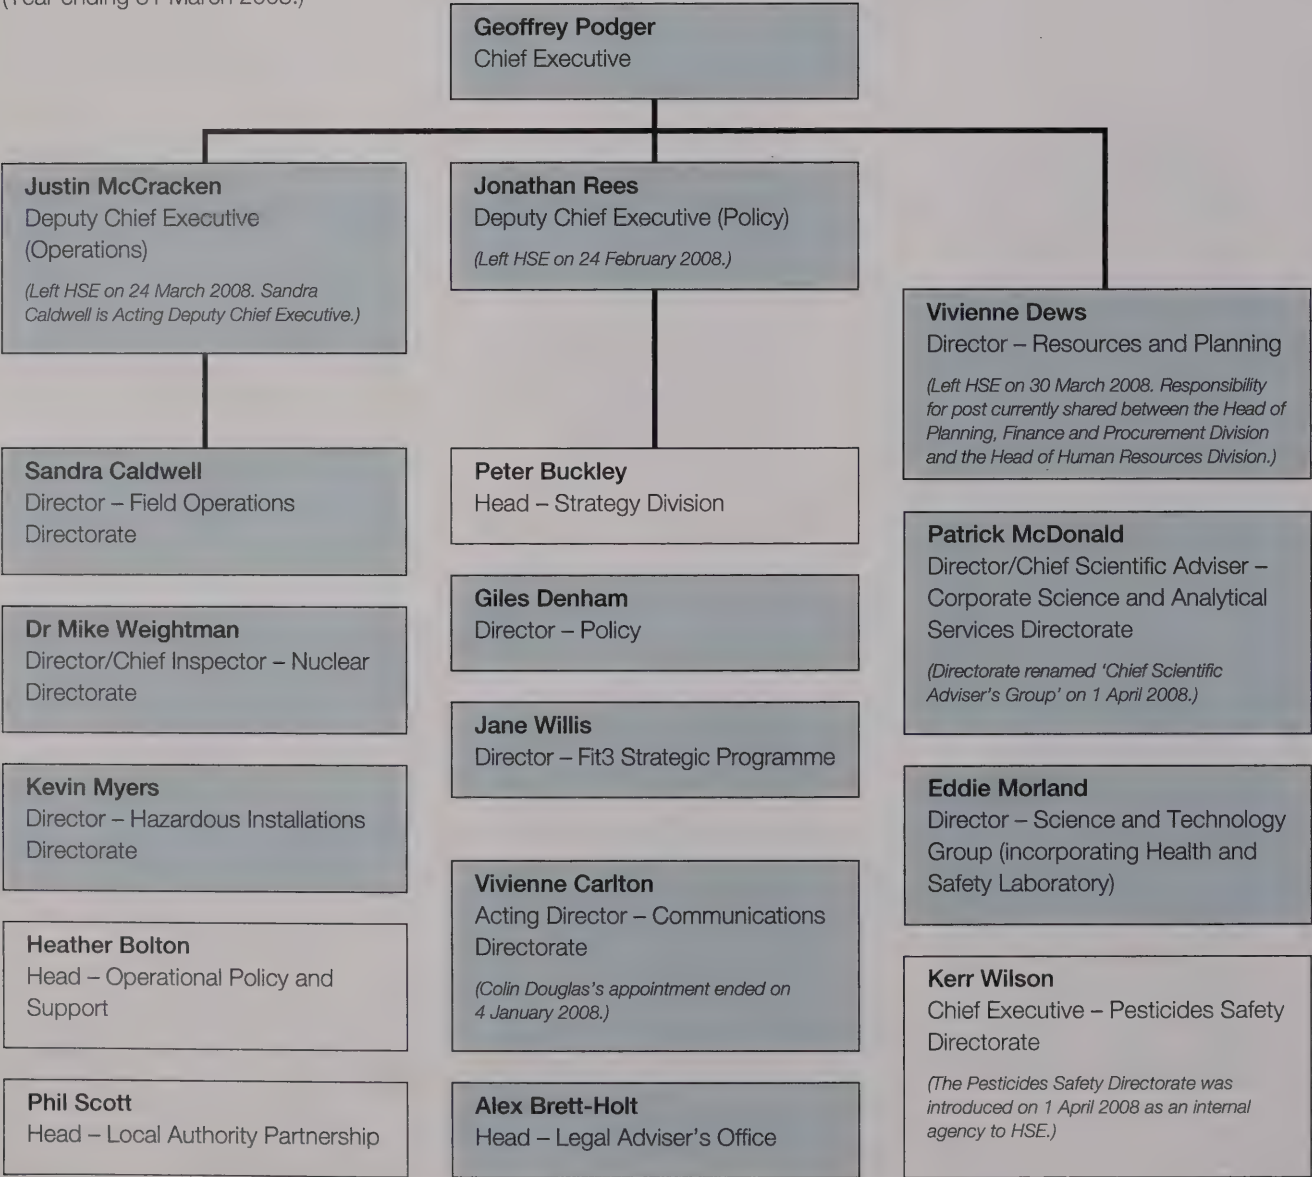 (Year ending 31 March 2008.)
Geoffrey Podger
Chief Executive
Justin McCracken
Deputy Chief Executive
(Operations)
(Left HSE on 24 March 2008. Sandra
Caldwell is Acting Deputy Chief Executive.)
Sandra Caldwell
Director – Field Operations
Directorate
Dr Mike Weightman
Director/Chief Inspector – Nuclear
Directorate
Kevin Myers
Director – Hazardous Installations
Directorate
Heather Bolton
Head – Operational Policy and
Support
Phil Scott
Head – Local Authority Partnership
Jonathan Rees
Deputy Chief Executive (Policy)
(Left HSE on 24 February 2008.)
Peter Buckley
Head – Strategy Division
Giles Denham
Director – Policy
Jane Willis
Director – Fit3 Strategic Programme
Vivienne Carlton
Acting Director – Communications
Directorate
(Colin Douglas's appointment ended on
4 January 2008.)
Alex Brett-Holt
Head – Legal Adviser's Office
Vivienne Dews
Director – Resources and Planning
(Left HSE on 30 March 2008. Responsibility
for post currently shared between the Head of
Planning, Finance and Procurement Division
and the Head of Human Resources Division.)
Patrick McDonald
Director/Chief Scientific Adviser –
Corporate Science and Analytical
Services Directorate
(Directorate renamed 'Chief Scientific
Adviser's Group' on 1 April 2008.)
Eddie Morland
Director – Science and Technology
Group (incorporating Health and
Safety Laboratory)
Kerr Wilson
Chief Executive – Pesticides Safety
Directorate
(The Pesticides Safety Directorate was
introduced on 1 April 2008 as an internal
agency to HSE.)